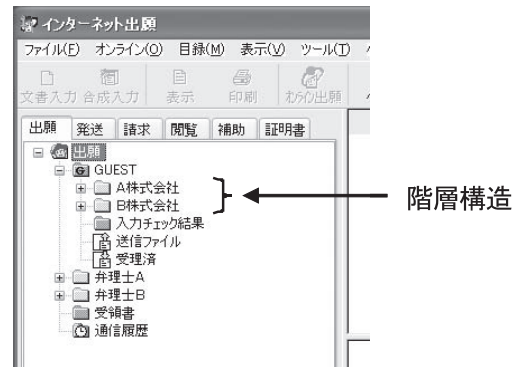 インターネット出願
ファイル(F) オンライン(O) 目録(M) 表示(V) ツール(T)
文書入力 合成入力 表示 印刷 オンライン出願
出願 発送 請求 閲覧 補助 証明書
出願
GUEST
A株式会社
B株式会社
入力チェック結果
送信ファイル
受理済
弁理士A
弁理士B
受領書
通信履歴
階層構造